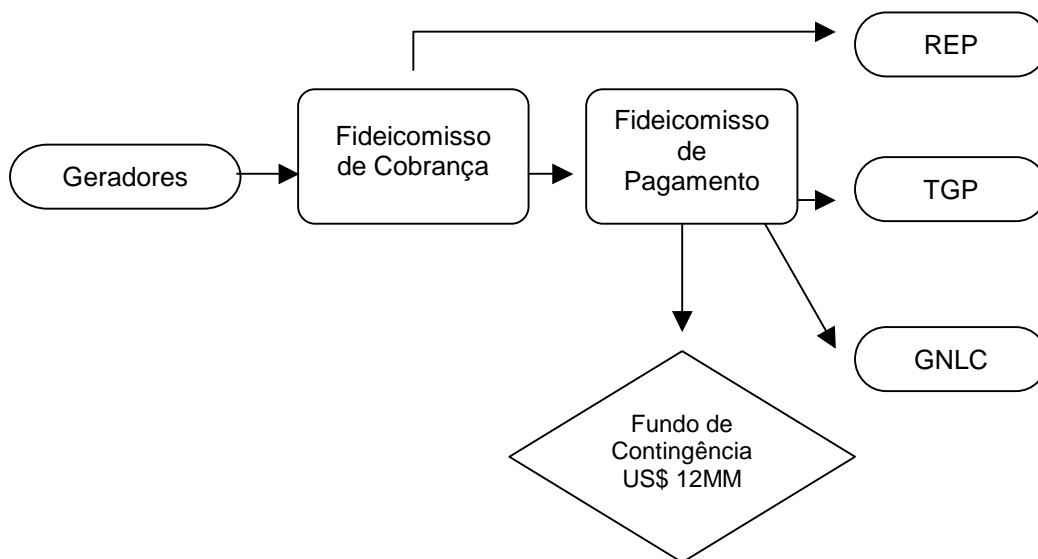 REP
Geradores
Fideicomisso
de Cobrança
Fideicomisso
de
Pagamento
TGP
GNLC
Fundo de
Contingência
US$ 12MM